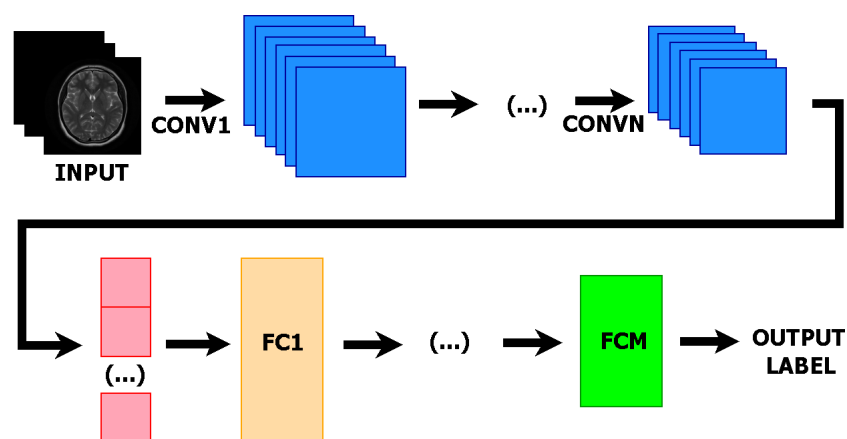 INPUT
CONV1
(...)
CONVN
(...)
FC1
(...)
FCM
OUTPUT
LABEL